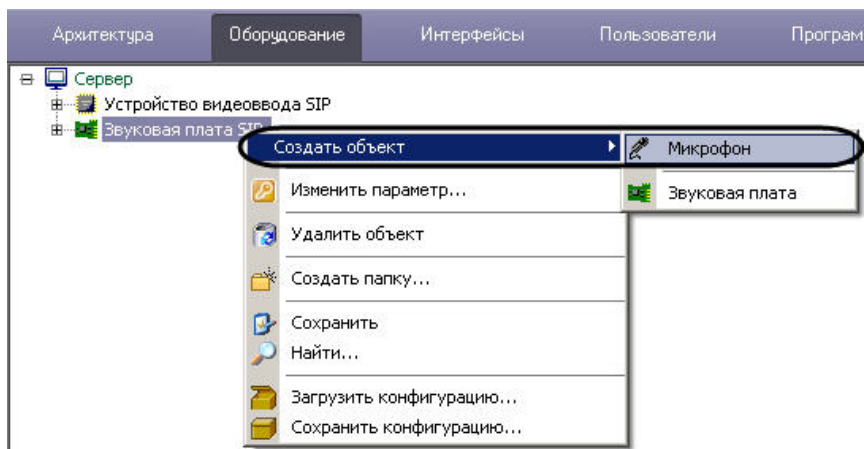 Архитектура Оборудование Интерфейсы Пользователи Програм
Сервер
Устройство видеоввода SIP
Звуковая плата SIP
Создать объект Микрофон
Изменить параметр... Звуковая плата
Удалить объект
Создать папку...
Сохранить
Найти...
Загрузить конфигурацию...
Сохранить конфигурацию...